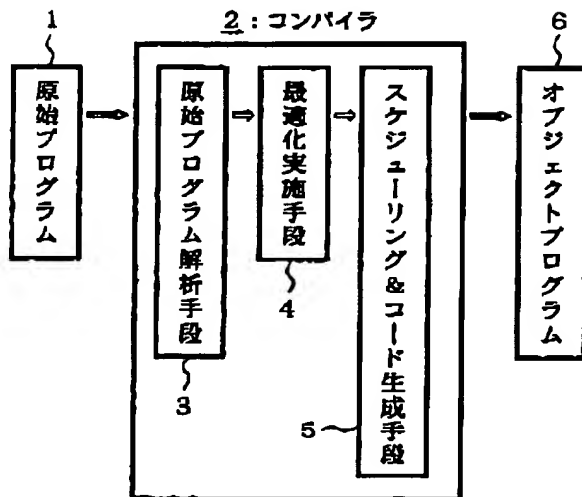 1
2：コンパイラ
6
原始プログラム
原始プログラム解析手段
最適化実施手段
スケジューリング&コード生成手段
オブジェクトプログラム
4
3
5